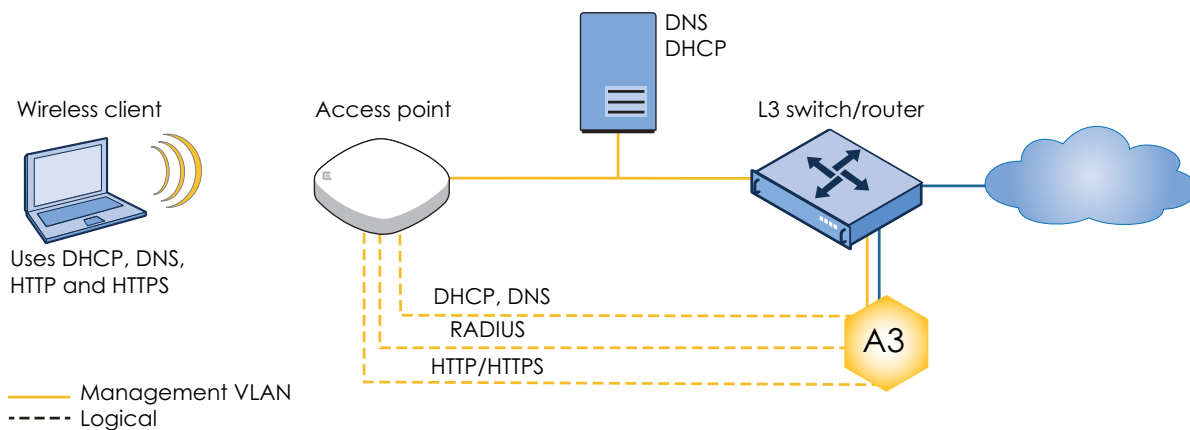 DNS
DHCP
Wireless client
Access point
L3 switch/router
Uses DHCP, DNS,
HTTP and HTTPS
DHCP, DNS
RADIUS
HTTP/HTTPS
A3
Management VLAN
Logical